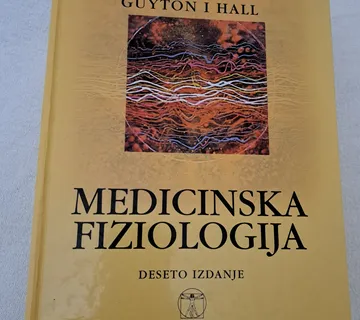 GUYTON I HALL
MEDICINSKA
FIZIOLOGIJA
DESETO IZDANJE